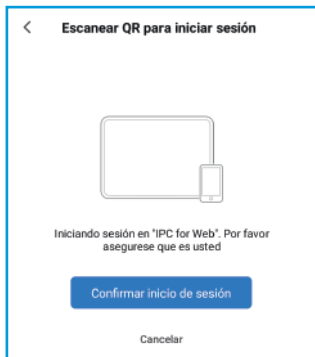 Escanear QR para iniciar sesión
Iniciando sesión en "IPC for Web". Por favor
asegurese que es usted
Confirmar inicio de sesión
Cancelar